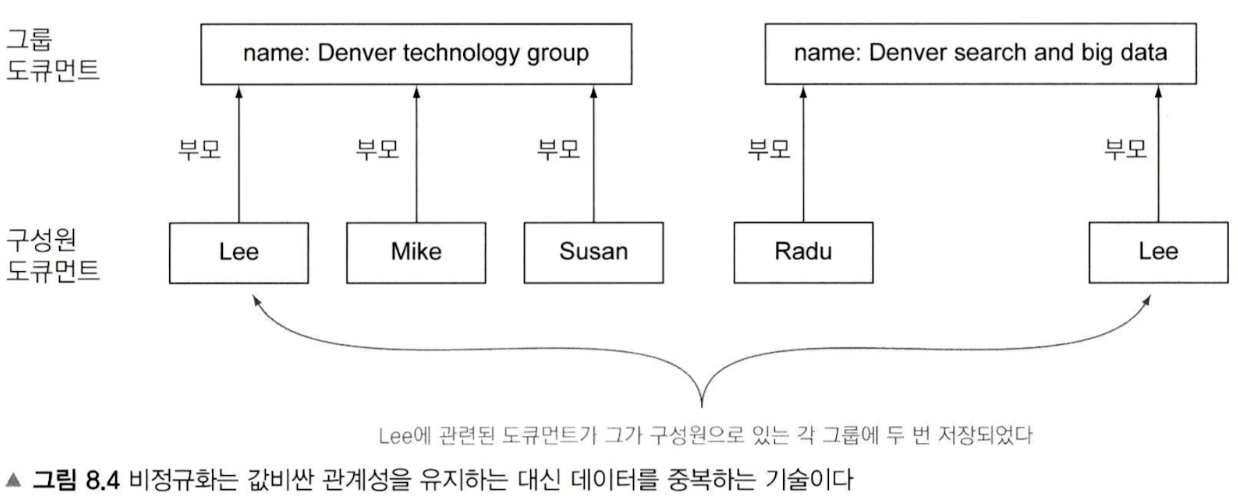 그룹
도큐먼트
name: Denver technology group
name: Denver search and big data
부모
부모
부모
부모
부모
구성원
도큐먼트
Lee
Mike
Susan
Radu
Lee
Lee에 관련된 도큐먼트가 그가 구성원으로 있는 각 그룹에 두 번 저장되었다
▲ 그림 8.4 비정규화는 값비싼 관계성을 유지하는 대신 데이터를 중복하는 기술이다